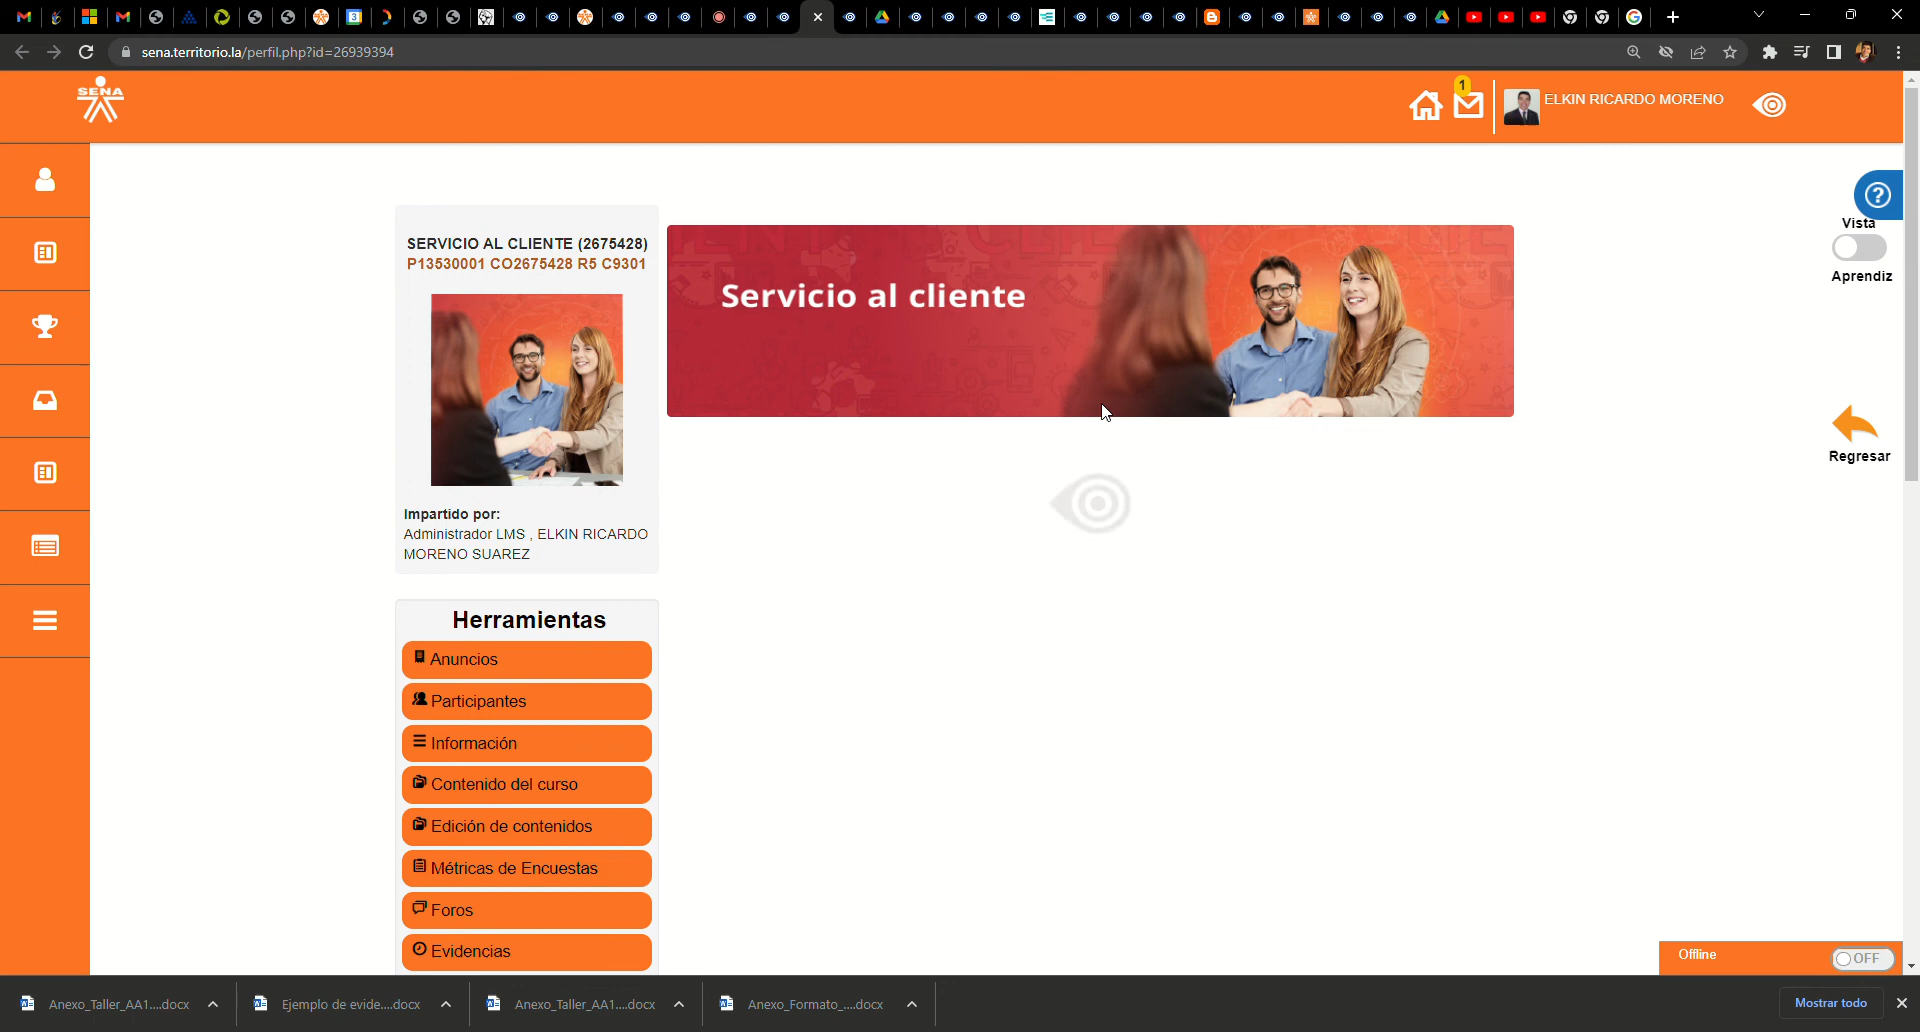 sena.territorio.la/perfil.php?id=26939394
SENA
1
ELKIN RICARDO MORENO
SERVICIO AL CLIENTE (2675428)
P13530001 CO2675428 R5 C9301
Impartido por:
Administrador LMS , ELKIN RICARDO
MORENO SUAREZ
Servicio al cliente
?
Vista
Aprendiz
Regresar
Herramientas
Anuncios
Participantes
Información
Contenido del curso
Edición de contenidos
Métricas de Encuestas
Foros
Evidencias
Offline
OFF
Anexo_Taller_AA1....docx
Ejemplo de evide....docx
Anexo_Taller_AA1....docx
Anexo_Formato_....docx
Mostrar todo